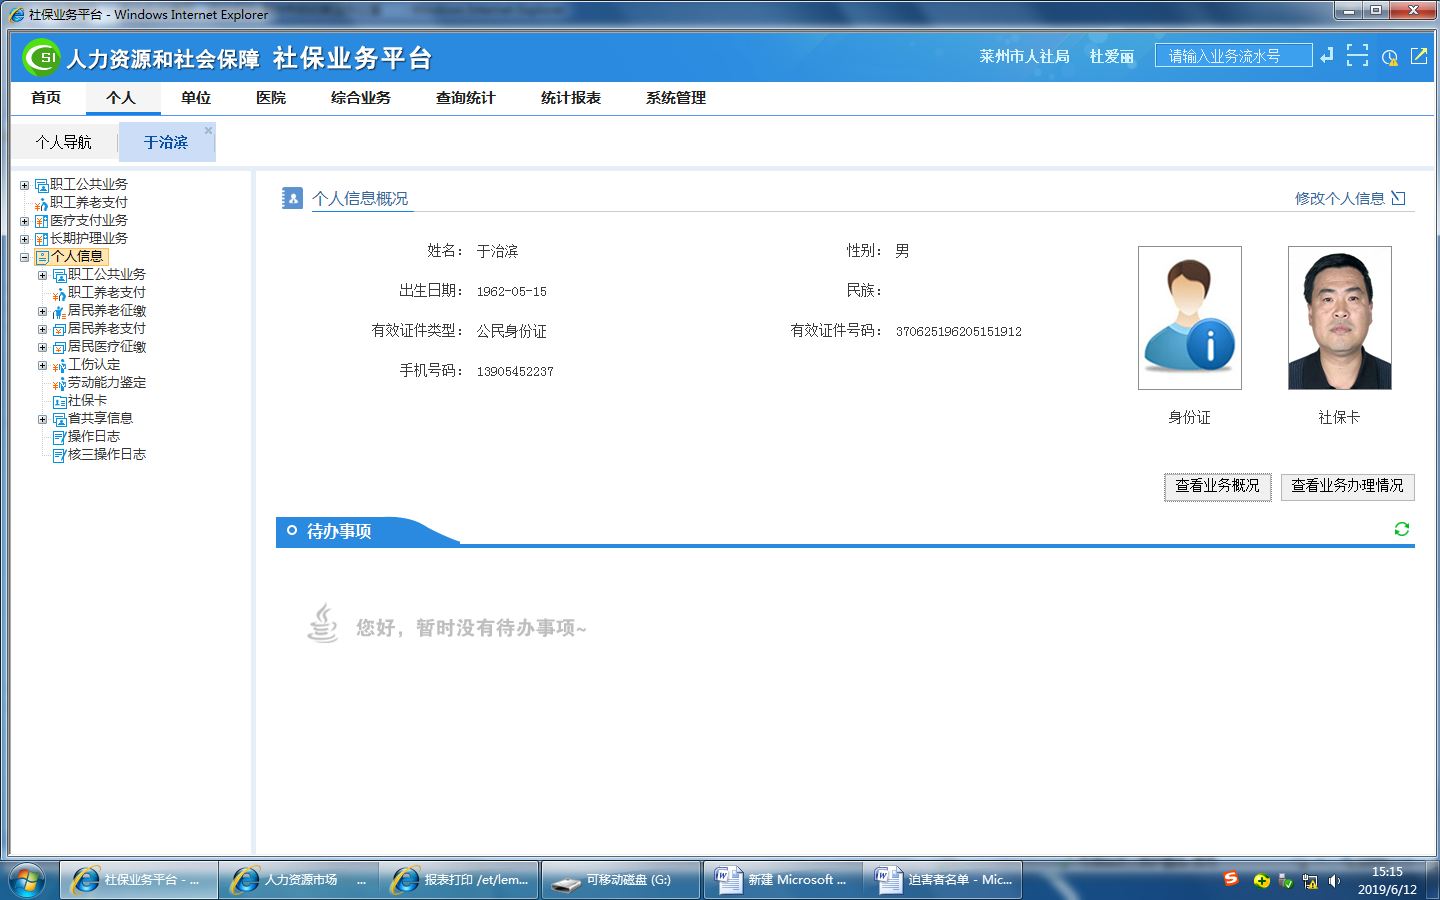 社保业务平台 - Windows Internet Explorer
人力资源和社会保障 社保业务平台
莱州市人社局 杜爱丽 请输入业务流水号
首页 个人 单位 医院 综合业务 查询统计 统计报表 系统管理
个人导航 于治滨
职工公共业务
职工养老支付
医疗支付业务
长期护理业务
个人信息
职工公共业务
职工养老支付
居民养老征缴
居民养老支付
居民医疗征缴
工伤认定
劳动能力鉴定
社保卡
省共享信息
操作日志
核三操作日志
个人信息概况 修改个人信息
姓名： 于治滨 性别： 男
出生日期： 1962-05-15 民族：
有效证件类型： 公民身份证 有效证件号码： 370625196205151912
手机号码： 13905452237
身份证 社保卡
查看业务概况 查看业务办理情况
待办事项
您好，暂时没有待办事项~
社保业务平台 - ... 人力资源市场 ... 报表打印 /et/lem... 可移动磁盘 (G:) 新建 Microsoft ... 迫害者名单 - Mic...
15:15
2019/6/12